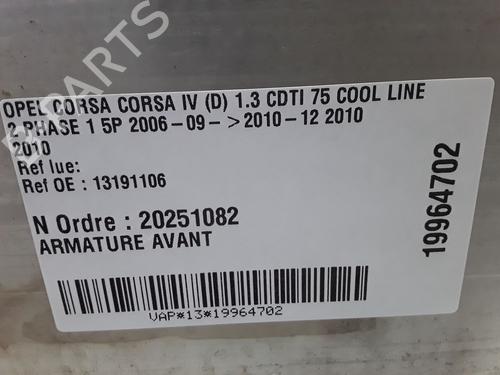 OPEL CORSA CORSA IV (D) 1.3 CDTI 75 COOL LINE
2 PHASE 1 5P 2006-09->2010-12 2010
2010
Ref lue:
Ref OE : 13191106
N Ordre : 20251082
ARMATURE AVANT
VAP*13*19964702
19964702
B-PARTS